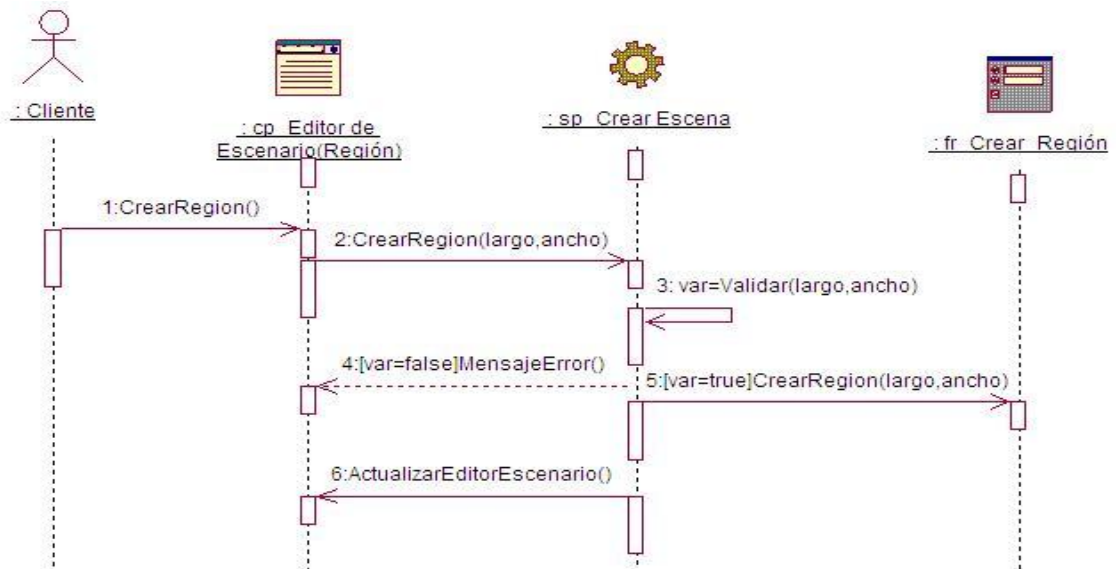 : Cliente
: cp_Editor de
Escenario(Región)
: sp_Crear Escena
: fr_Crear_Región
1:CrearRegion()
2:CrearRegion(largo,ancho)
3: var=Validar(largo,ancho)
4:[var=false]MensajeError()
5:[var=true]CrearRegion(largo,ancho)
6:ActualizarEditorEscenario()